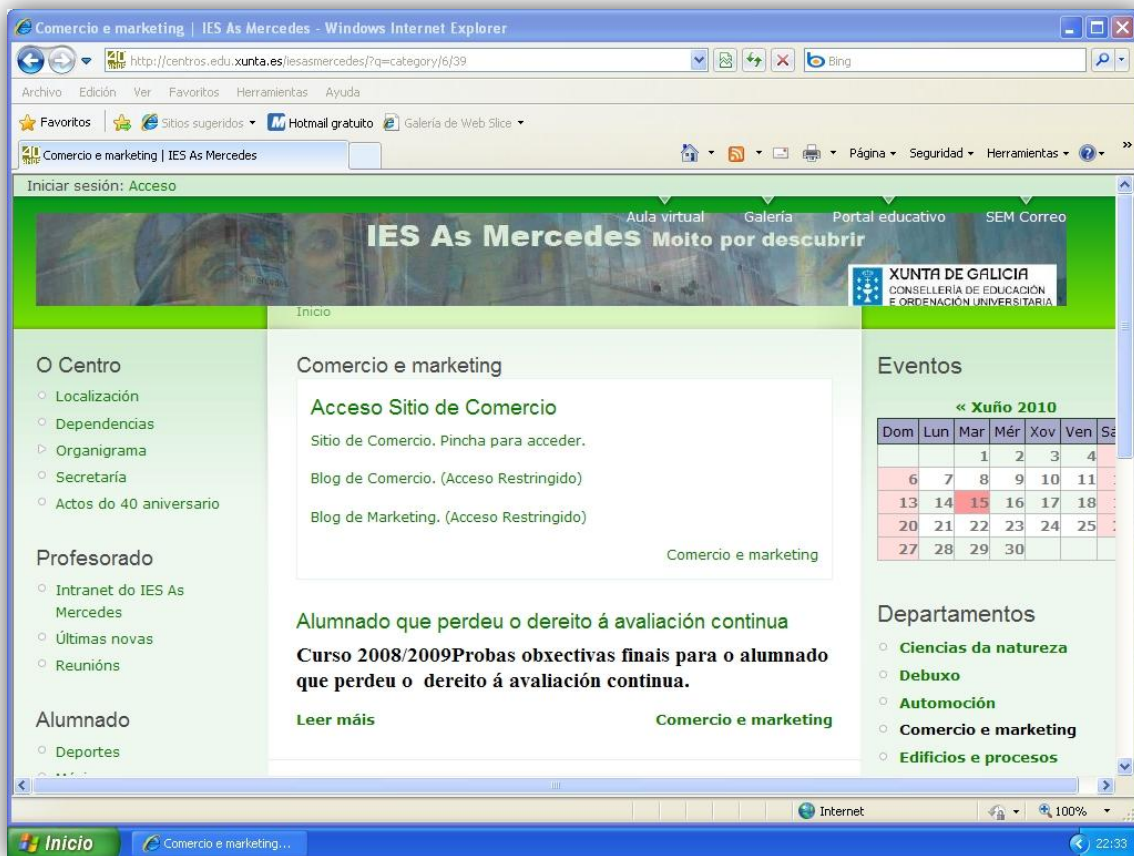 Comercio e marketing | IES As Mercedes - Windows Internet Explorer
http://centros.edu.xunta.es/iesasmercedes/?q=category/6/39
Bing
Archivo Edición Ver Favoritos Herramientas Ayuda
Favoritos Sitios sugeridos Hotmail gratuito Galería de Web Slice
Comercio e marketing | IES As Mercedes
Página Seguridad Herramientas
Iniciar sesión: Acceso
Aula virtual Galería Portal educativo SEM Correo
IES As Mercedes Moito por descubrir
XUNTA DE GALICIA
CONSELLERÍA DE EDUCACIÓN
E ORDENACIÓN UNIVERSITARIA
Inicio
O Centro
Localización
Dependencias
Organigrama
Secretaría
Actos do 40 aniversario
Profesorado
Intranet do IES As
Mercedes
Últimas novas
Reunións
Alumnado
Deportes
Comercio e marketing
Acceso Sitio de Comercio
Sitio de Comercio. Pincha para acceder.
Blog de Comercio. (Acceso Restringido)
Blog de Marketing. (Acceso Restringido)
Comercio e marketing
Alumnado que perdeu o dereito á avaliación continua
Curso 2008/2009Probas obxectivas finais para o alumnado
que perdeu o dereito á avaliación continua.
Leer máis Comercio e marketing
Eventos
« Xuño 2010
Dom Lun Mar Mér Xov Ven
1 2 3 4
6 7 8 9 10 11
13 14 15 16 17 18
20 21 22 23 24 25
27 28 29 30
Departamentos
Ciencias da natureza
Debuxo
Automoción
Comercio e marketing
Edificios e procesos
Internet 100%
Inicio Comercio e marketing... 22:33